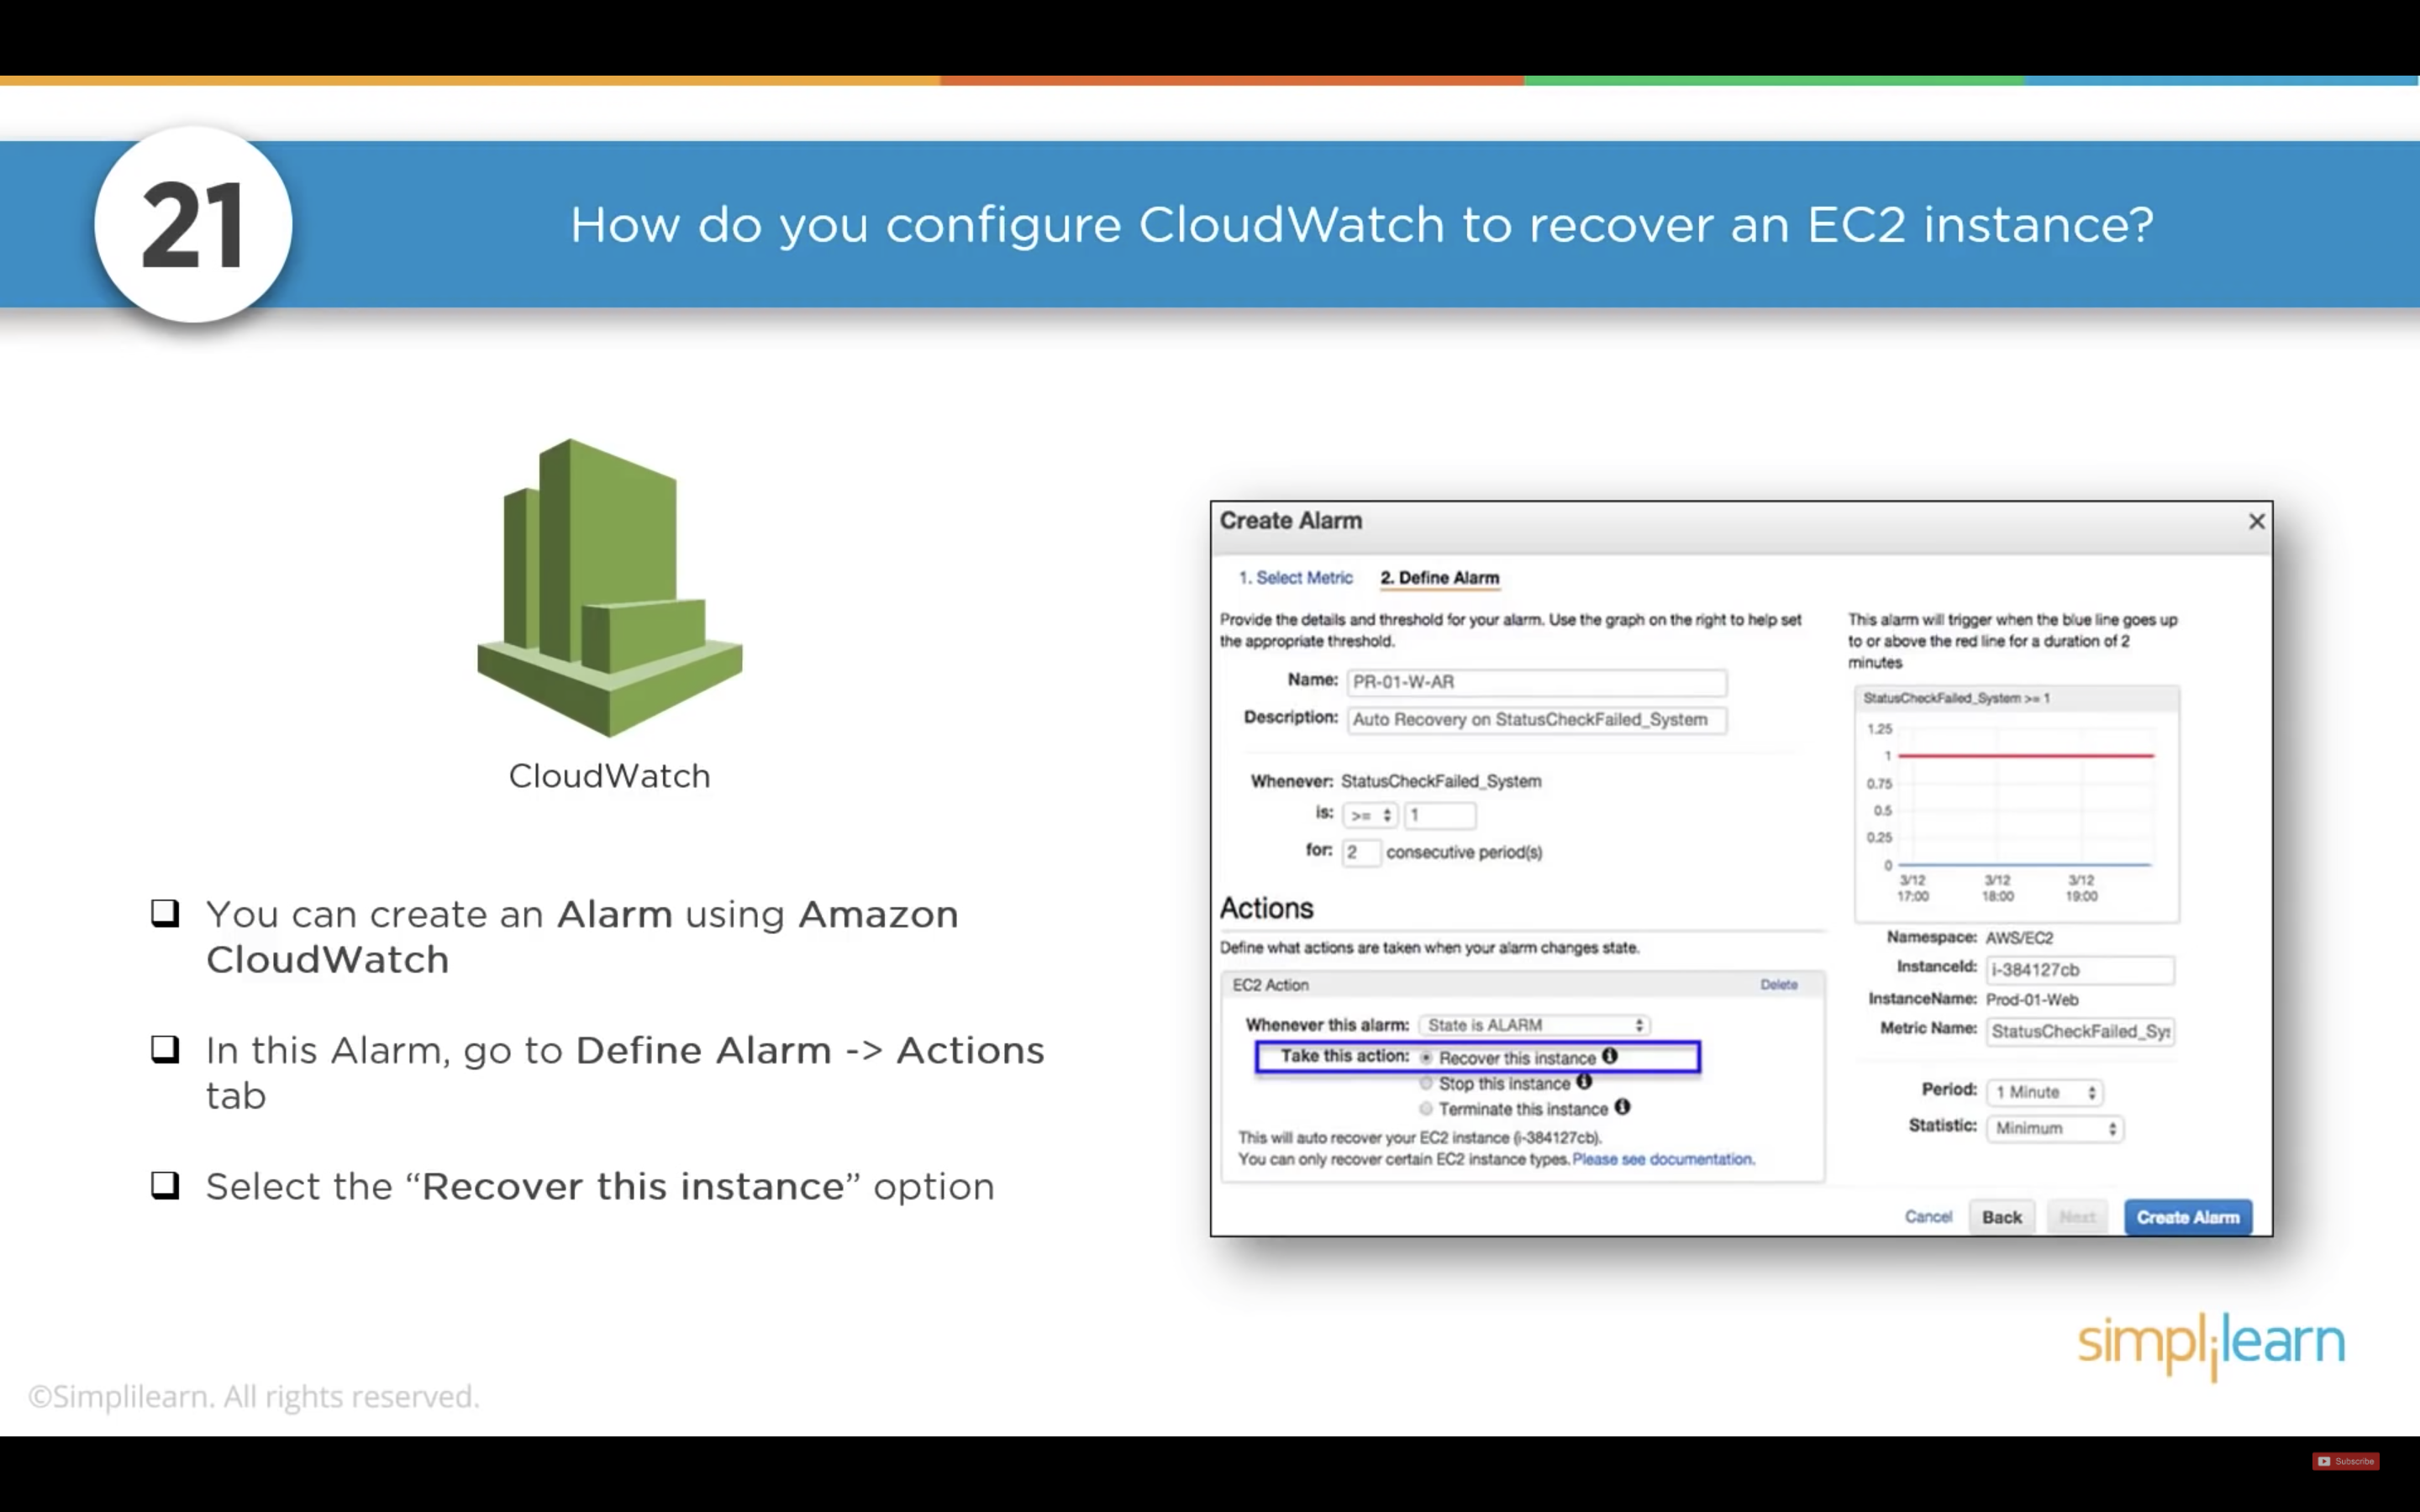 21
How do you configure CloudWatch to recover an EC2 instance?
CloudWatch
You can create an Alarm using Amazon
CloudWatch
In this Alarm, go to Define Alarm -> Actions
tab
Select the “Recover this instance” option
Create Alarm
1. Select Metric 2. Define Alarm
Provide the details and threshold for your alarm. Use the graph on the right to help set
the appropriate threshold.
Name: PR-01-W-AR
Description: Auto Recovery on StatusCheckFailed_System
Whenever: StatusCheckFailed_System
is: >= 1
for: 2 consecutive period(s)
Actions
Define what actions are taken when your alarm changes state.
EC2 Action Delete
Whenever this alarm: State is ALARM
Take this action: Recover this instance
Stop this instance
Terminate this instance
This will auto recover your EC2 instance (i-384127cb).
You can only recover certain EC2 instance types. Please see documentation.
This alarm will trigger when the blue line goes up
to or above the red line for a duration of 2
minutes
StatusCheckFailed_System >= 1
1.25
1
0.75
0.5
0.25
0
3/12 3/12 3/12
17:00 18:00 19:00
Namespace: AWS/EC2
InstanceId: i-384127cb
InstanceName: Prod-01-Web
Metric Name: StatusCheckFailed_Sys
Period: 1 Minute
Statistic: Minimum
Cancel Back Next Create Alarm
simplilearn
©Simplilearn. All rights reserved.
Subscribe